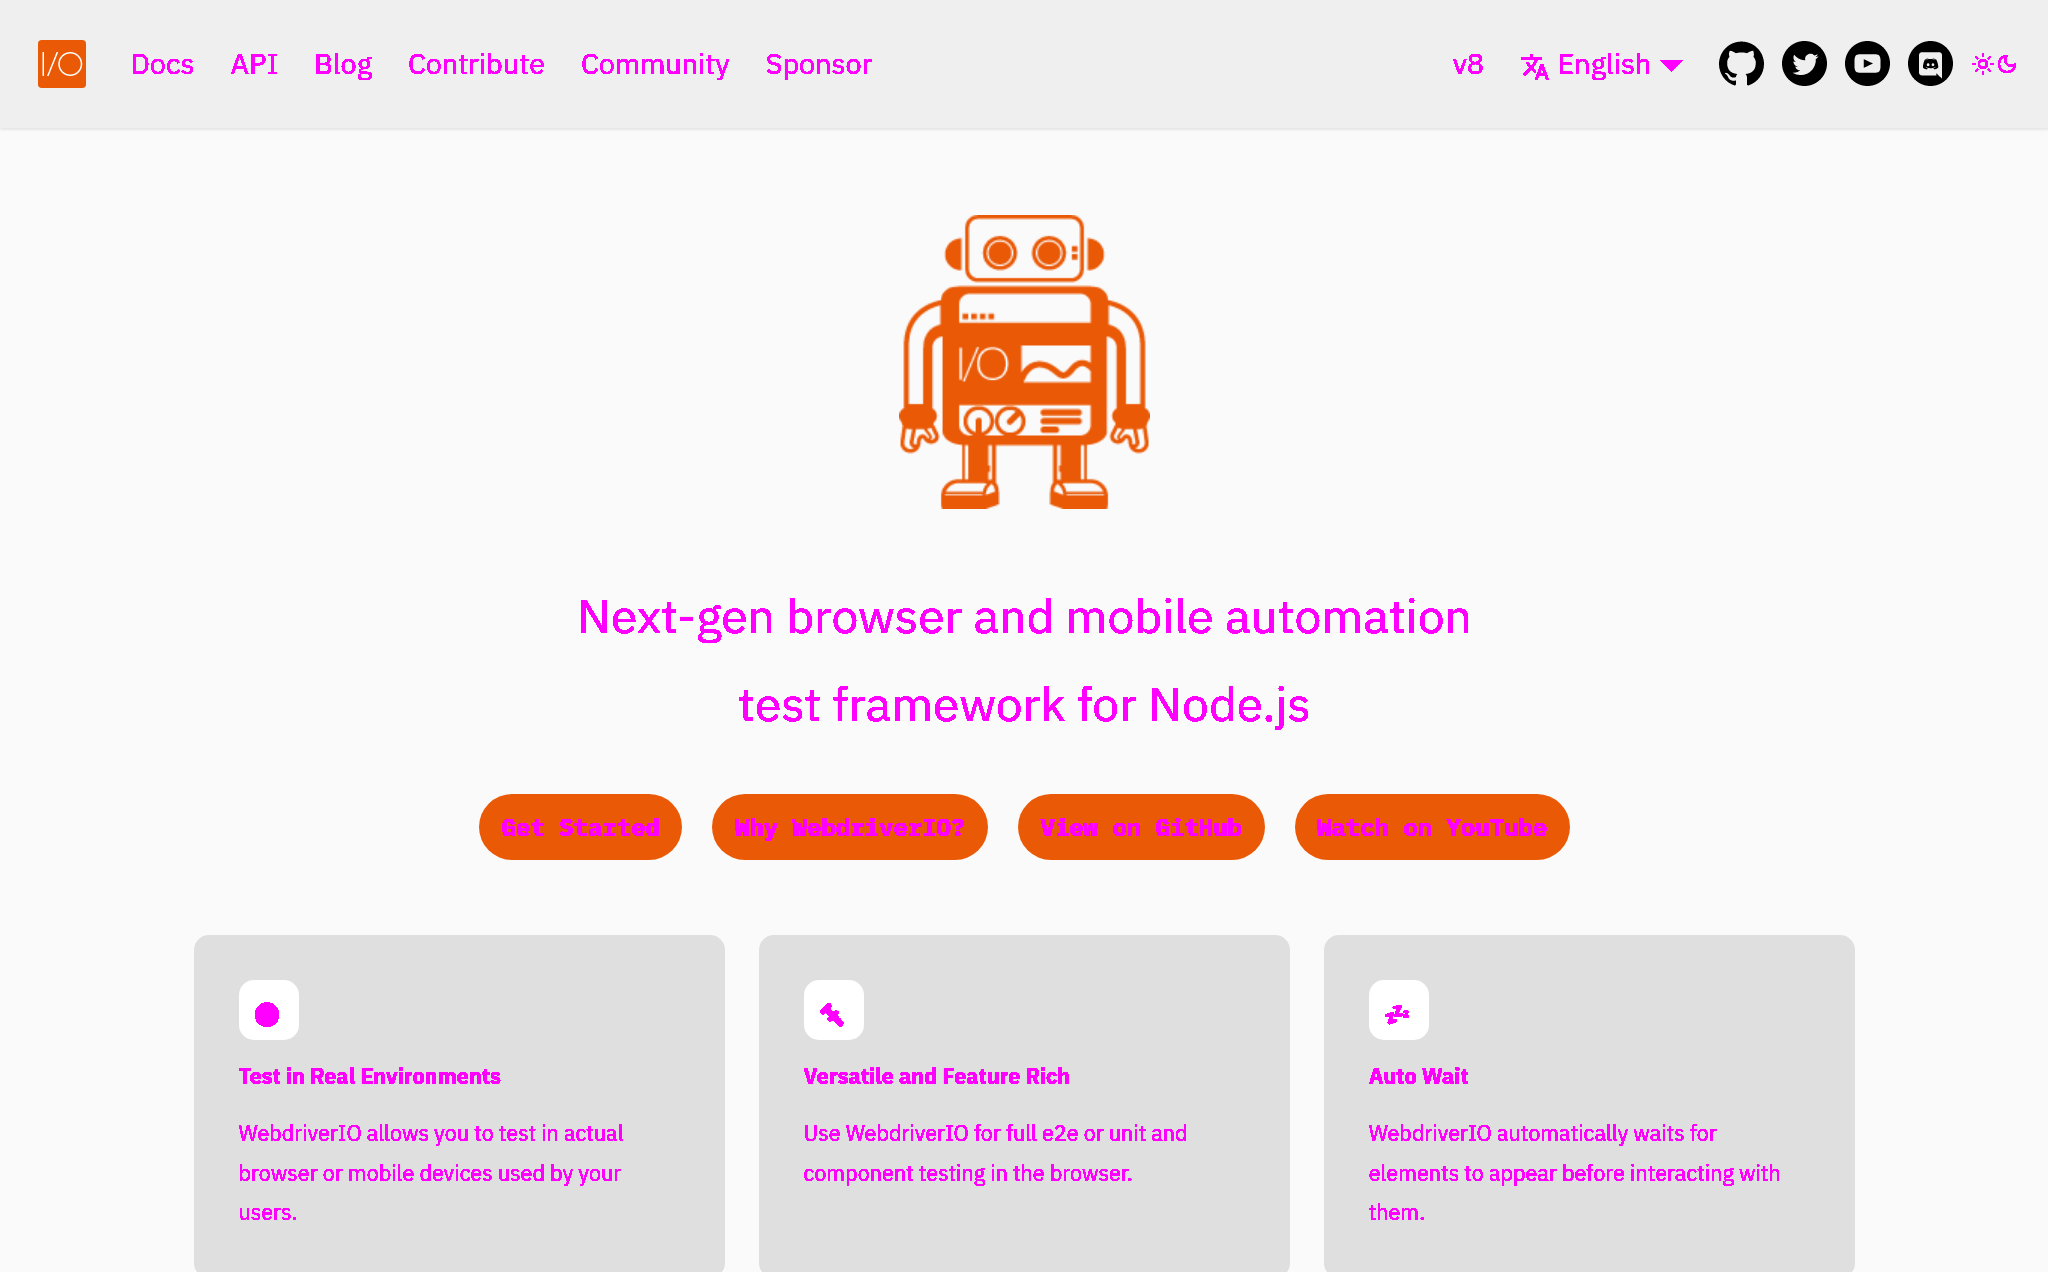 I/O
Docs API Blog Contribute Community Sponsor v8 English
I/O
Next-gen browser and mobile automation
test framework for Node.js
Get Started Why WebdriverIO? View on GitHub Watch on YouTube
Test in Real Environments
WebdriverIO allows you to test in actual
browser or mobile devices used by your
users.
Versatile and Feature Rich
Use WebdriverIO for full e2e or unit and
component testing in the browser.
Auto Wait
WebdriverIO automatically waits for
elements to appear before interacting with
them.